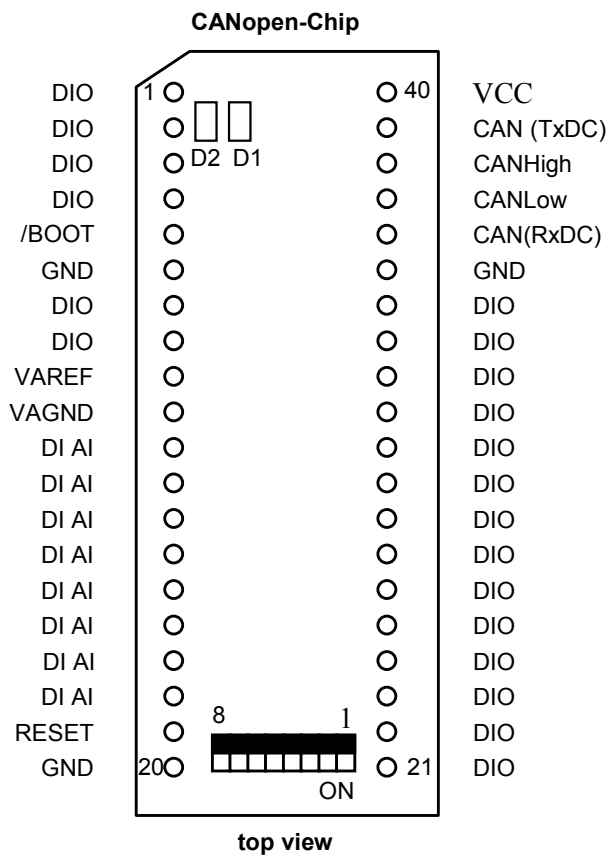 CANopen-Chip
DIO 1 40 VCC
DIO CAN (TxDC)
DIO D2 D1 CANHigh
DIO CANLow
/BOOT CAN(RxDC)
GND GND
DIO DIO
DIO DIO
VAREF DIO
VAGND DIO
DI AI DIO
DI AI DIO
DI AI DIO
DI AI DIO
DI AI DIO
DI AI DIO
DI AI DIO
DI AI DIO
8 1
RESET DIO
GND 20 21 DIO
ON
top view